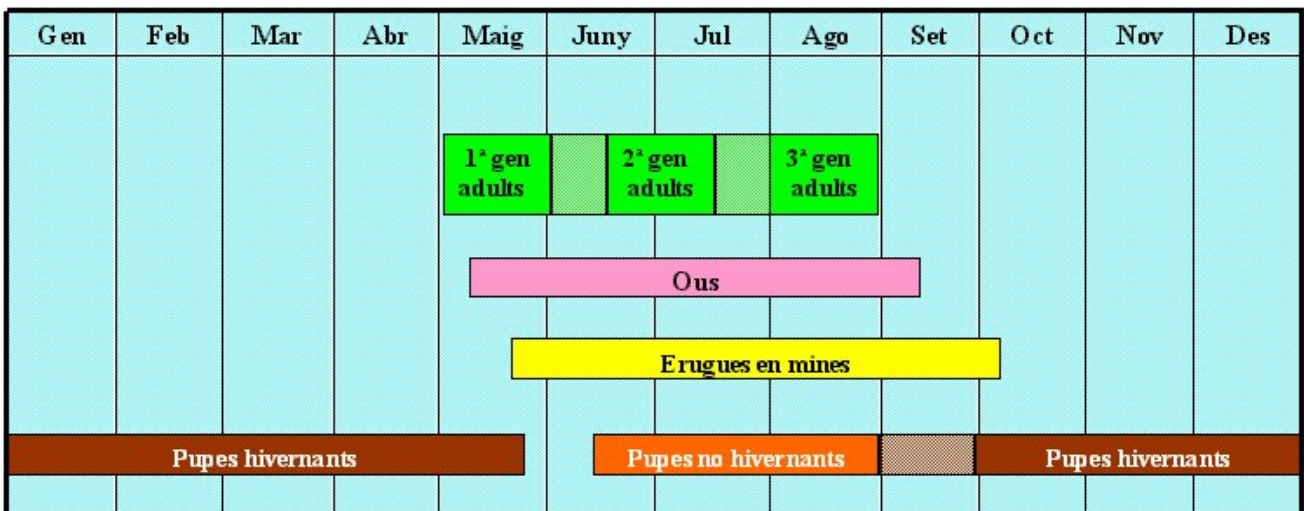 Gen Feb Mar Abr Maig Juny Jul Ago Set Oct Nov Des
1ª gen 2ª gen 3ª gen
adults adults adults
Ous
Erugues en mines
Pupes hivernants Pupes no hivernants Pupes hivernants